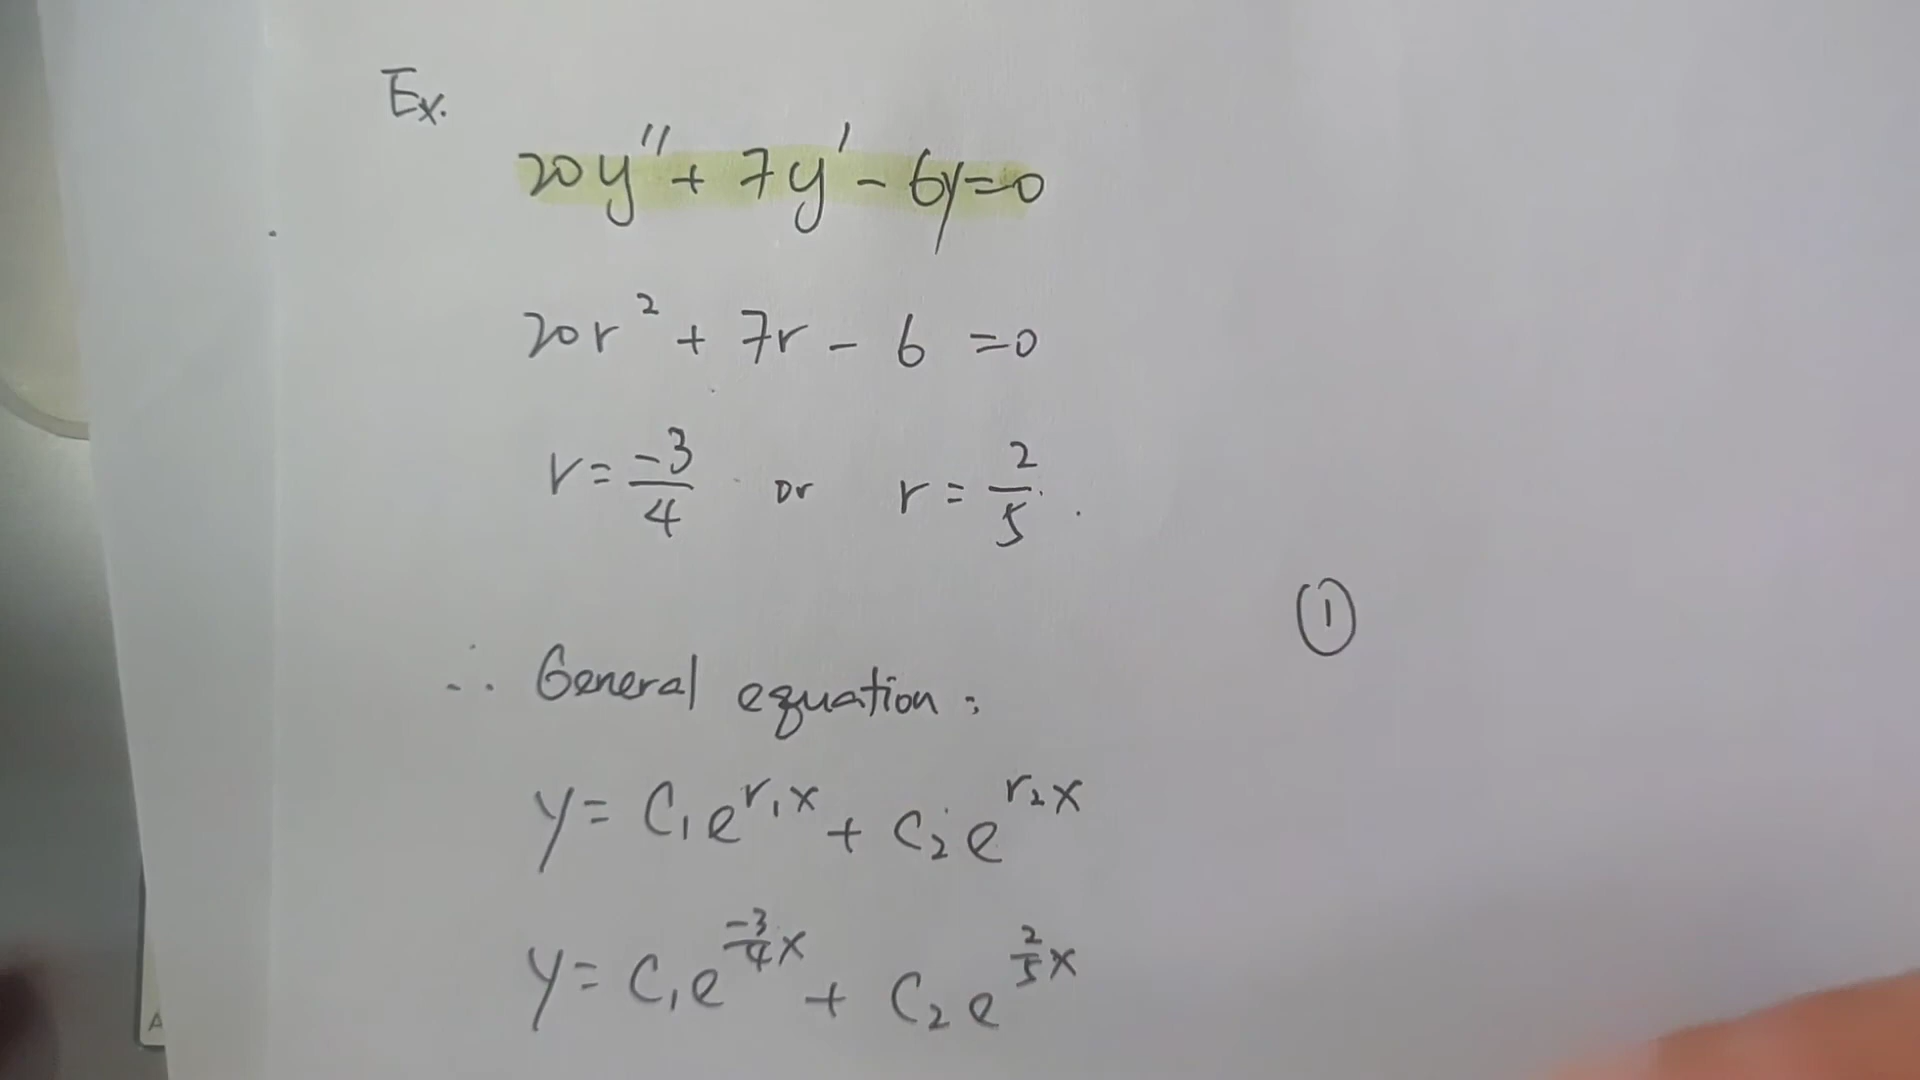 Ex.
20y'' + 7y' - 6y=0
20r² + 7r - 6 =0
r = -3/4 or r = 2/5.
①
∴ General equation:
y = C₁e^(r₁x) + C₂e^(r₂x)
y = C₁e^(-3/4 x) + C₂e^(2/5 x)
A